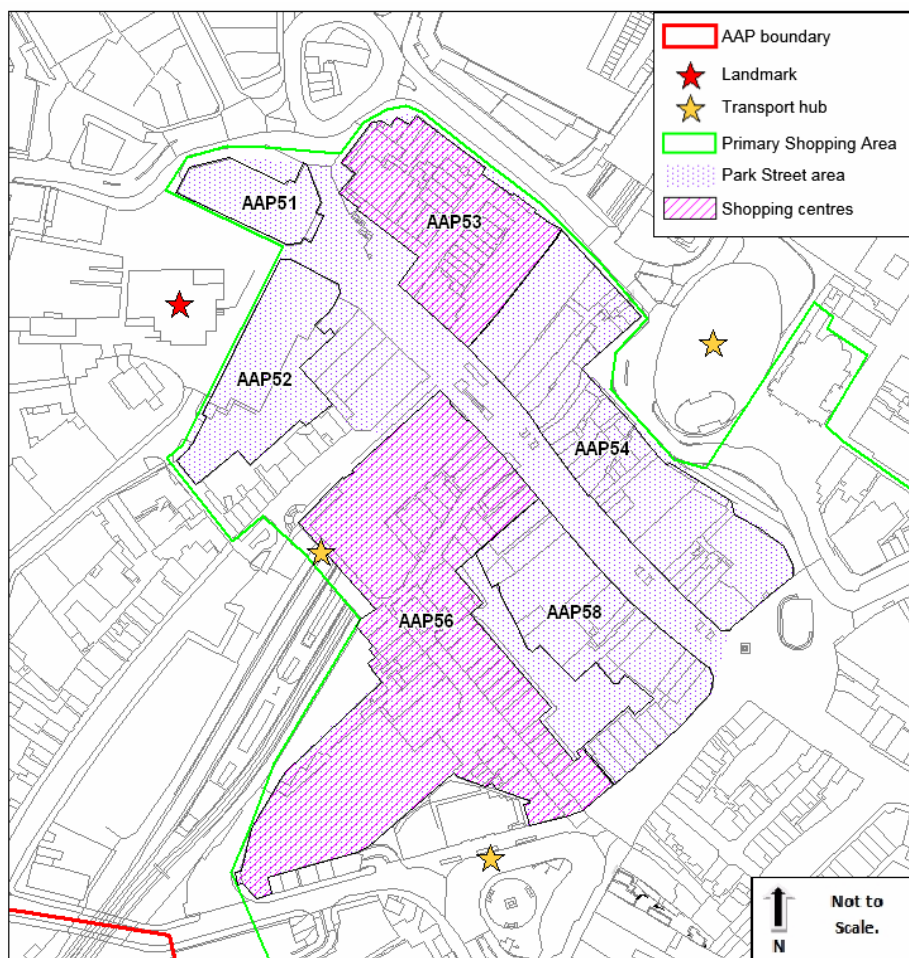 AAP boundary
Landmark
Transport hub
Primary Shopping Area
Park Street area
Shopping centres
AAP51
AAP53
AAP52
AAP54
AAP56
AAP58
N
Not to
Scale.